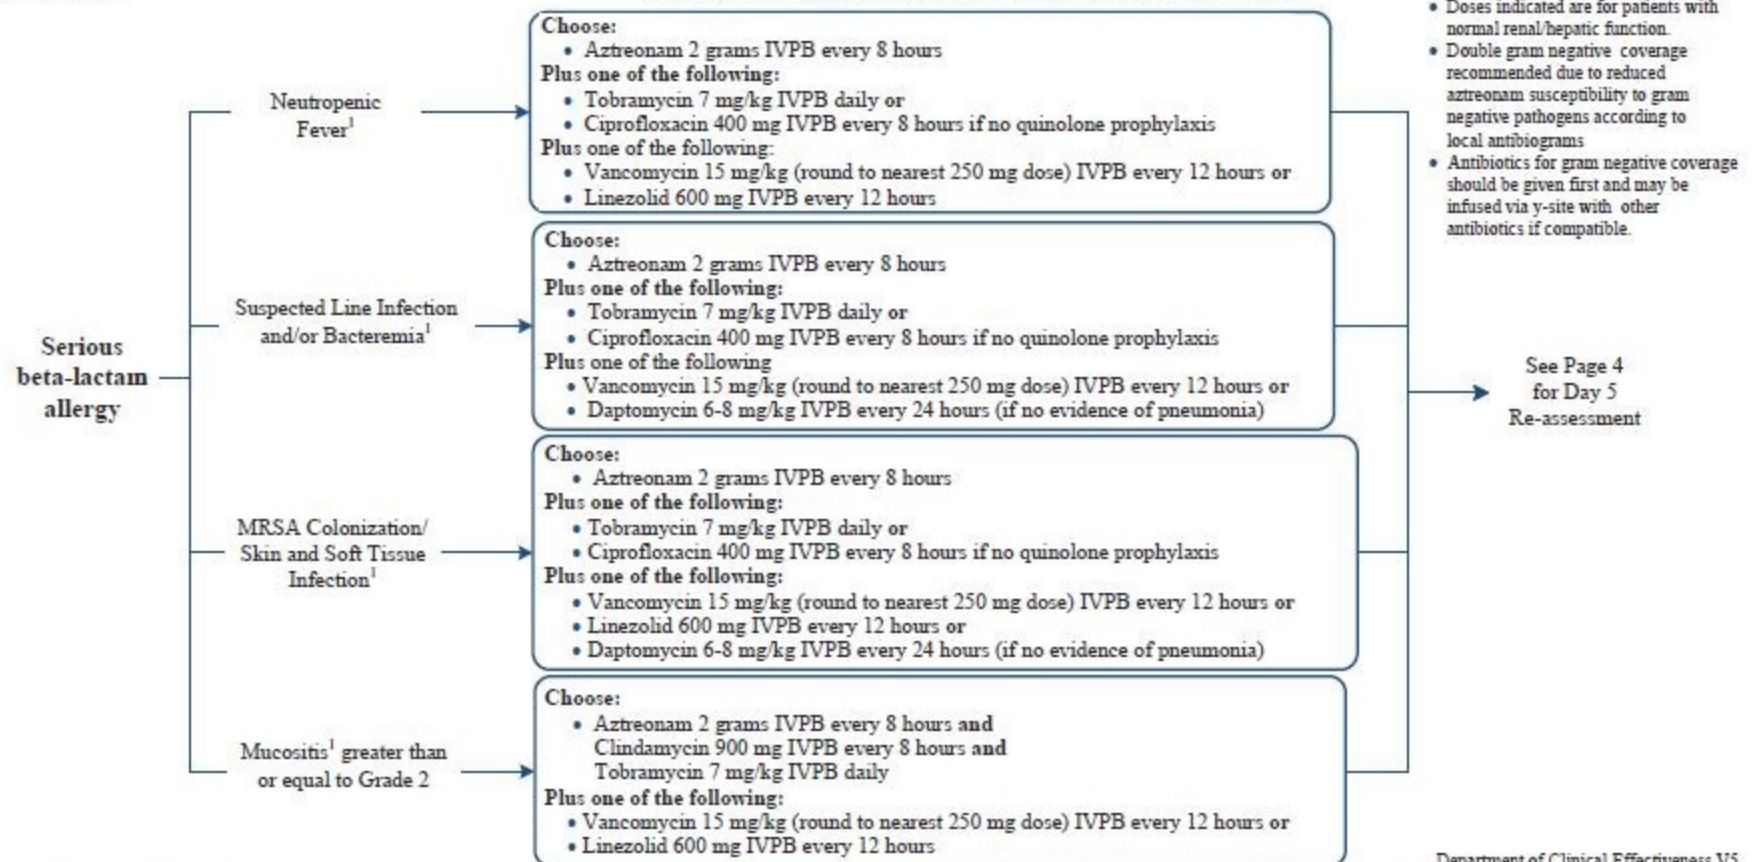 Serious
beta-lactam
allergy
Neutropenic
Fever¹
Choose:
• Aztreonam 2 grams IVPB every 8 hours
Plus one of the following:
• Tobramycin 7 mg/kg IVPB daily or
• Ciprofloxacin 400 mg IVPB every 8 hours if no quinolone prophylaxis
Plus one of the following:
• Vancomycin 15 mg/kg (round to nearest 250 mg dose) IVPB every 12 hours or
• Linezolid 600 mg IVPB every 12 hours
Suspected Line Infection
and/or Bacteremia¹
Choose:
• Aztreonam 2 grams IVPB every 8 hours
Plus one of the following:
• Tobramycin 7 mg/kg IVPB daily or
• Ciprofloxacin 400 mg IVPB every 8 hours if no quinolone prophylaxis
Plus one of the following
• Vancomycin 15 mg/kg (round to nearest 250 mg dose) IVPB every 12 hours or
• Daptomycin 6-8 mg/kg IVPB every 24 hours (if no evidence of pneumonia)
MRSA Colonization/
Skin and Soft Tissue
Infection¹
Choose:
• Aztreonam 2 grams IVPB every 8 hours
Plus one of the following:
• Tobramycin 7 mg/kg IVPB daily or
• Ciprofloxacin 400 mg IVPB every 8 hours if no quinolone prophylaxis
Plus one of the following:
• Vancomycin 15 mg/kg (round to nearest 250 mg dose) IVPB every 12 hours or
• Linezolid 600 mg IVPB every 12 hours or
• Daptomycin 6-8 mg/kg IVPB every 24 hours (if no evidence of pneumonia)
Mucositis¹ greater than
or equal to Grade 2
Choose:
• Aztreonam 2 grams IVPB every 8 hours and
Clindamycin 900 mg IVPB every 8 hours and
Tobramycin 7 mg/kg IVPB daily
Plus one of the following:
• Vancomycin 15 mg/kg (round to nearest 250 mg dose) IVPB every 12 hours or
• Linezolid 600 mg IVPB every 12 hours
• Doses indicated are for patients with
normal renal/hepatic function.
• Double gram negative coverage
recommended due to reduced
aztreonam susceptibility to gram
negative pathogens according to
local antibiograms
• Antibiotics for gram negative coverage
should be given first and may be
infused via y-site with other
antibiotics if compatible.
See Page 4
for Day 5
Re-assessment
Department of Clinical Effectiveness V5